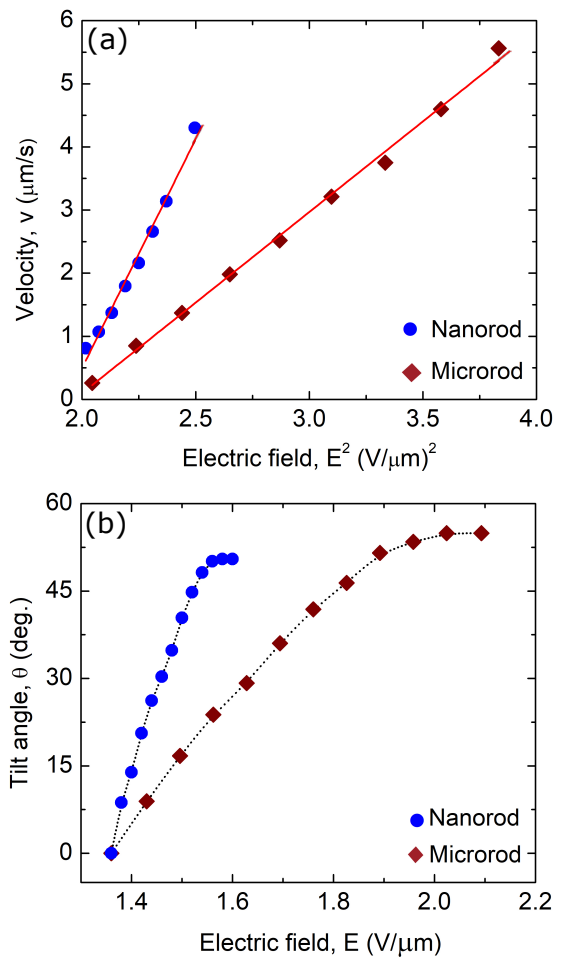 (a)
6
5
4
3
2
1
0
Velocity, v (μm/s)
Nanorod
Microrod
2.0 2.5 3.0 3.5 4.0
Electric field, E² (V/μm)²
(b)
60
45
30
15
0
Tilt angle, θ (deg.)
Nanorod
Microrod
1.4 1.6 1.8 2.0 2.2
Electric field, E (V/μm)